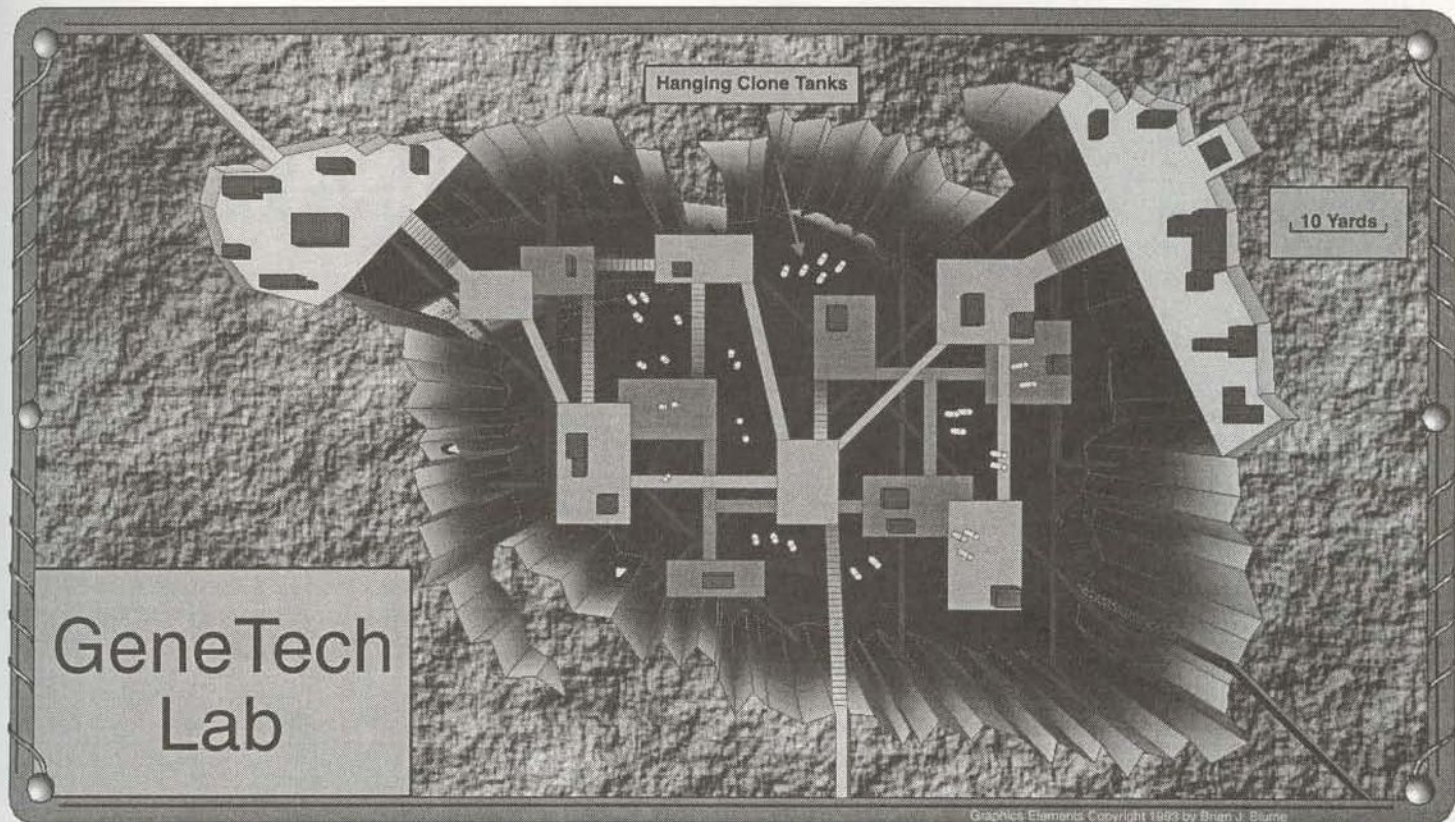 Hanging Clone Tanks
10 Yards
GeneTech
Lab
Graphics Elements Copyright 1993 by Brian J. Blume